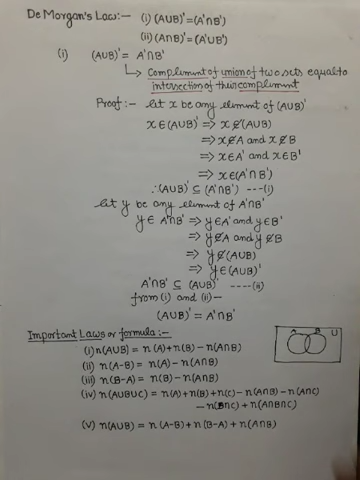 De Morgan's Law:- (i) (A∪B)' = (A'∩B')
(ii) (A∩B)' = (A'∪B')
(i) (A∪B)' = A'∩B'
↳ Compliment of union of two sets equal to
intersection of their compliment
Proof:- let x be any element of (A∪B)'
x∈(A∪B)' ⟹ x∉(A∪B)
⟹ x∉A and x∉B
⟹ x∈A' and x∈B'
⟹ x∈(A'∩B')
∴(A∪B)' ⊆ (A'∩B') ---(i)
let y be any element of A'∩B'
y∈ A'∩B' ⟹ y∈A' and y∈B'
⟹ y∉A and y∉B
⟹ y∉(A∪B)
⟹ y∈(A∪B)'
A'∩B' ⊆ (A∪B)' ----(ii)
from (i) and (ii)—
(A∪B)' = A'∩B'
Important Laws or formula:-
A B U
(i) n(A∪B) = n(A)+n(B)-n(A∩B)
(ii) n(A-B) = n(A)-n(A∩B)
(iii) n(B-A) = n(B)-n(A∩B)
(iv) n(A∪B∪C) = n(A)+n(B)+n(C)-n(A∩B)-n(A∩C)
-n(B∩C)+n(A∩B∩C)
(v) n(A∪B) = n(A-B)+n(B-A)+n(A∩B)